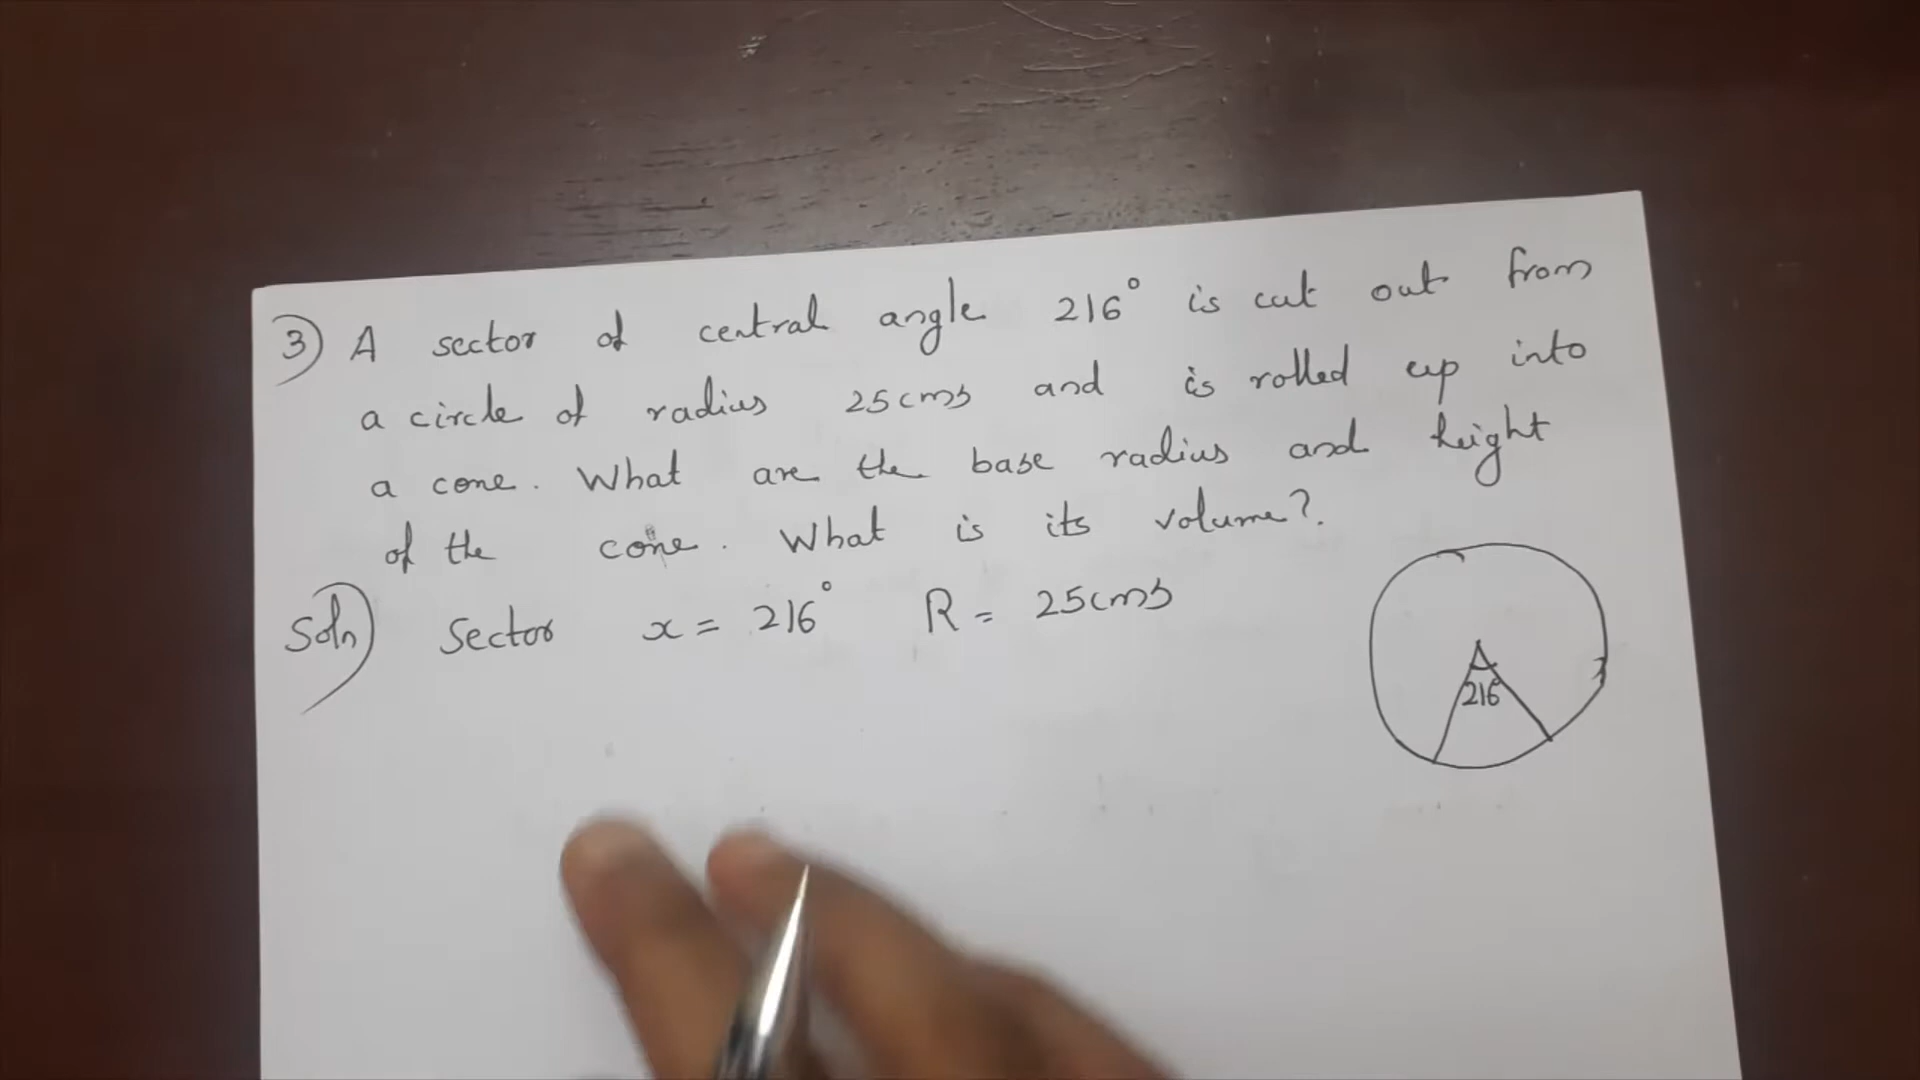 3) A sector of central angle 216° is cut out from
a circle of radius 25cms and is rolled up into
a cone. What are the base radius and height
of the cone. What is its volume?.
Soln) Sector x = 216° R = 25cms
216°